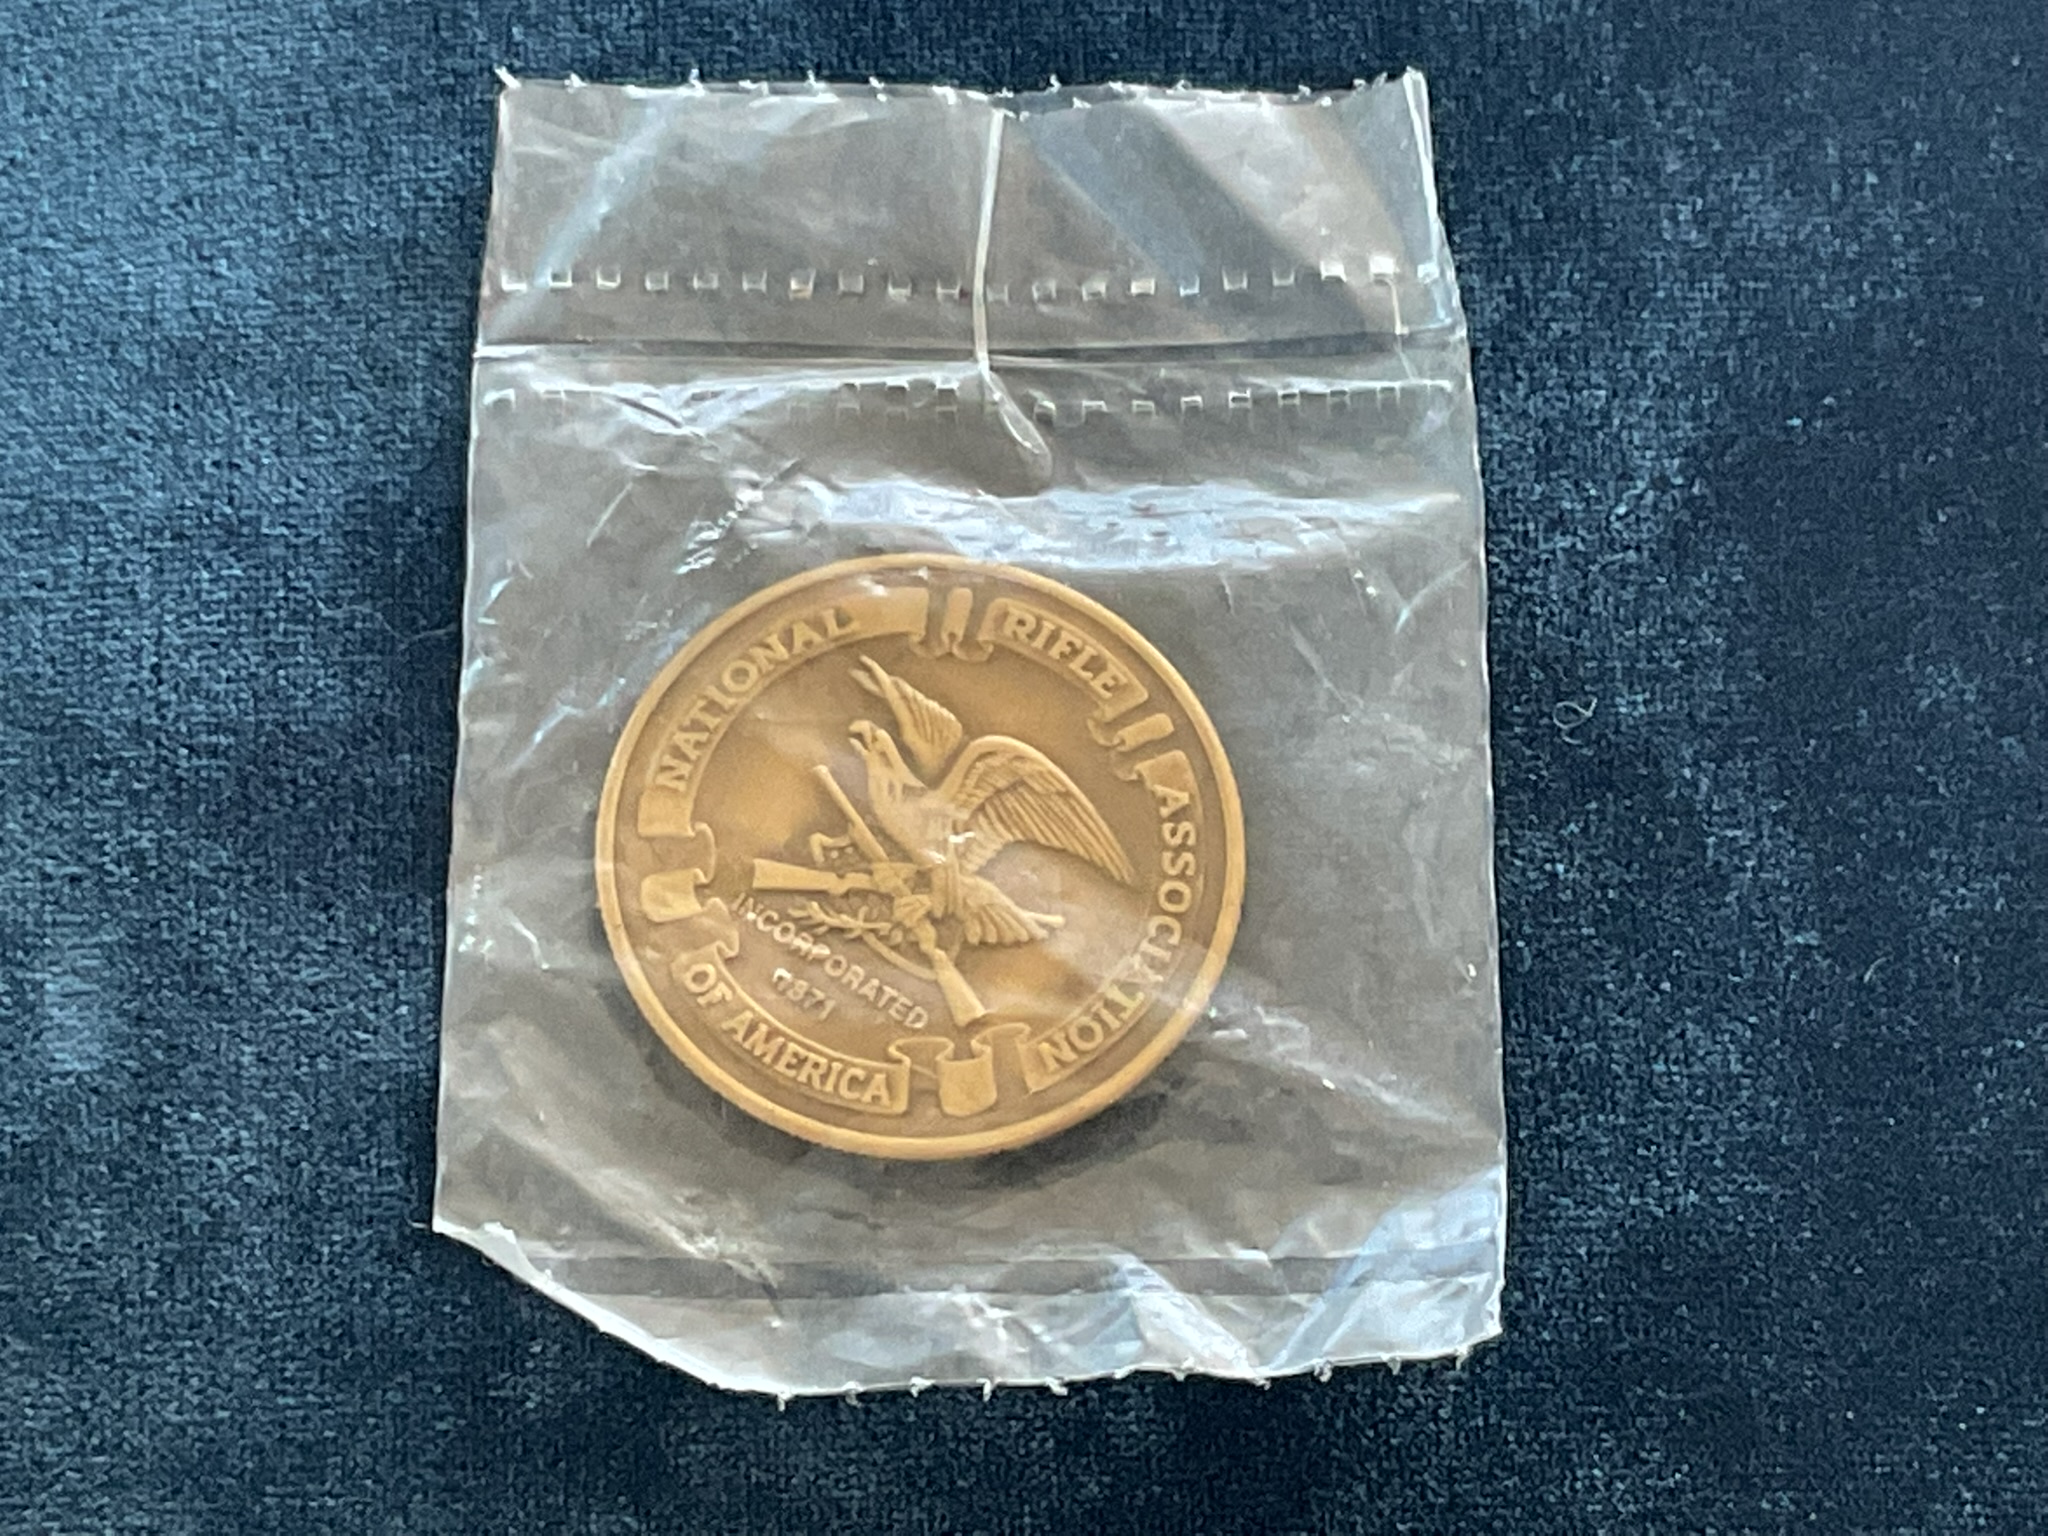 NATIONAL
RIFLE
ASSOCIATION
OF AMERICA
INCORPORATED
1871